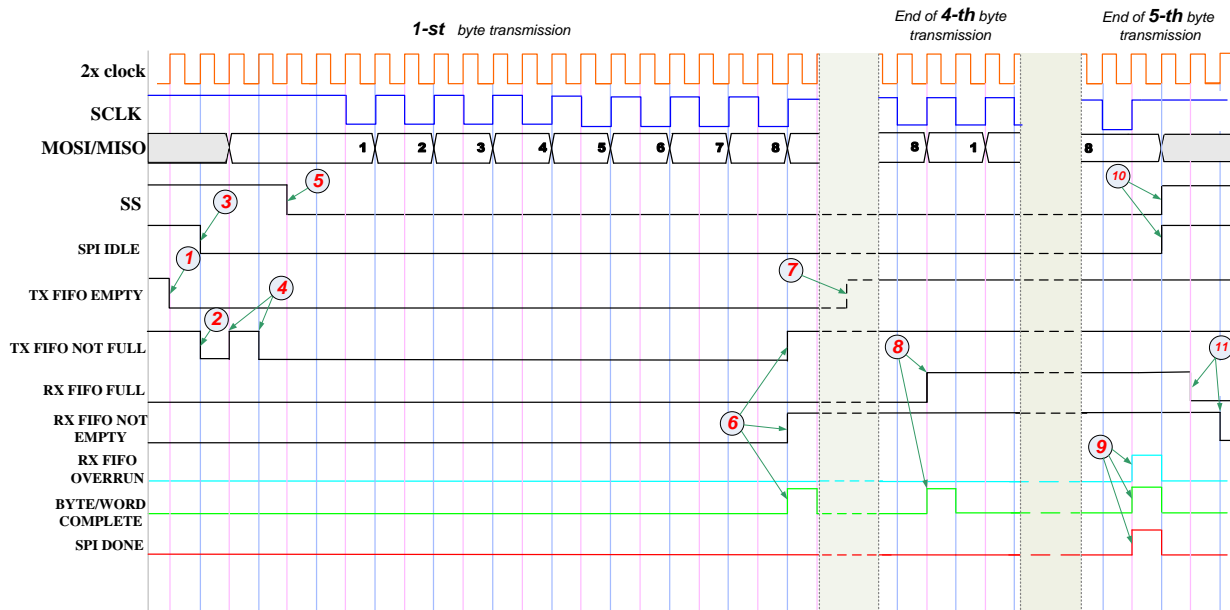 1-st byte transmission
End of 4-th byte
transmission
End of 5-th byte
transmission
2x clock
SCLK
MOSI/MISO
1 2 3 4 5 6 7 8 8 1 8
SS
5
10
3
SPI IDLE
1
7
TX FIFO EMPTY
4
2
TX FIFO NOT FULL
8
11
RX FIFO FULL
RX FIFO NOT
EMPTY
6
9
RX FIFO
OVERRUN
BYTE/WORD
COMPLETE
SPI DONE